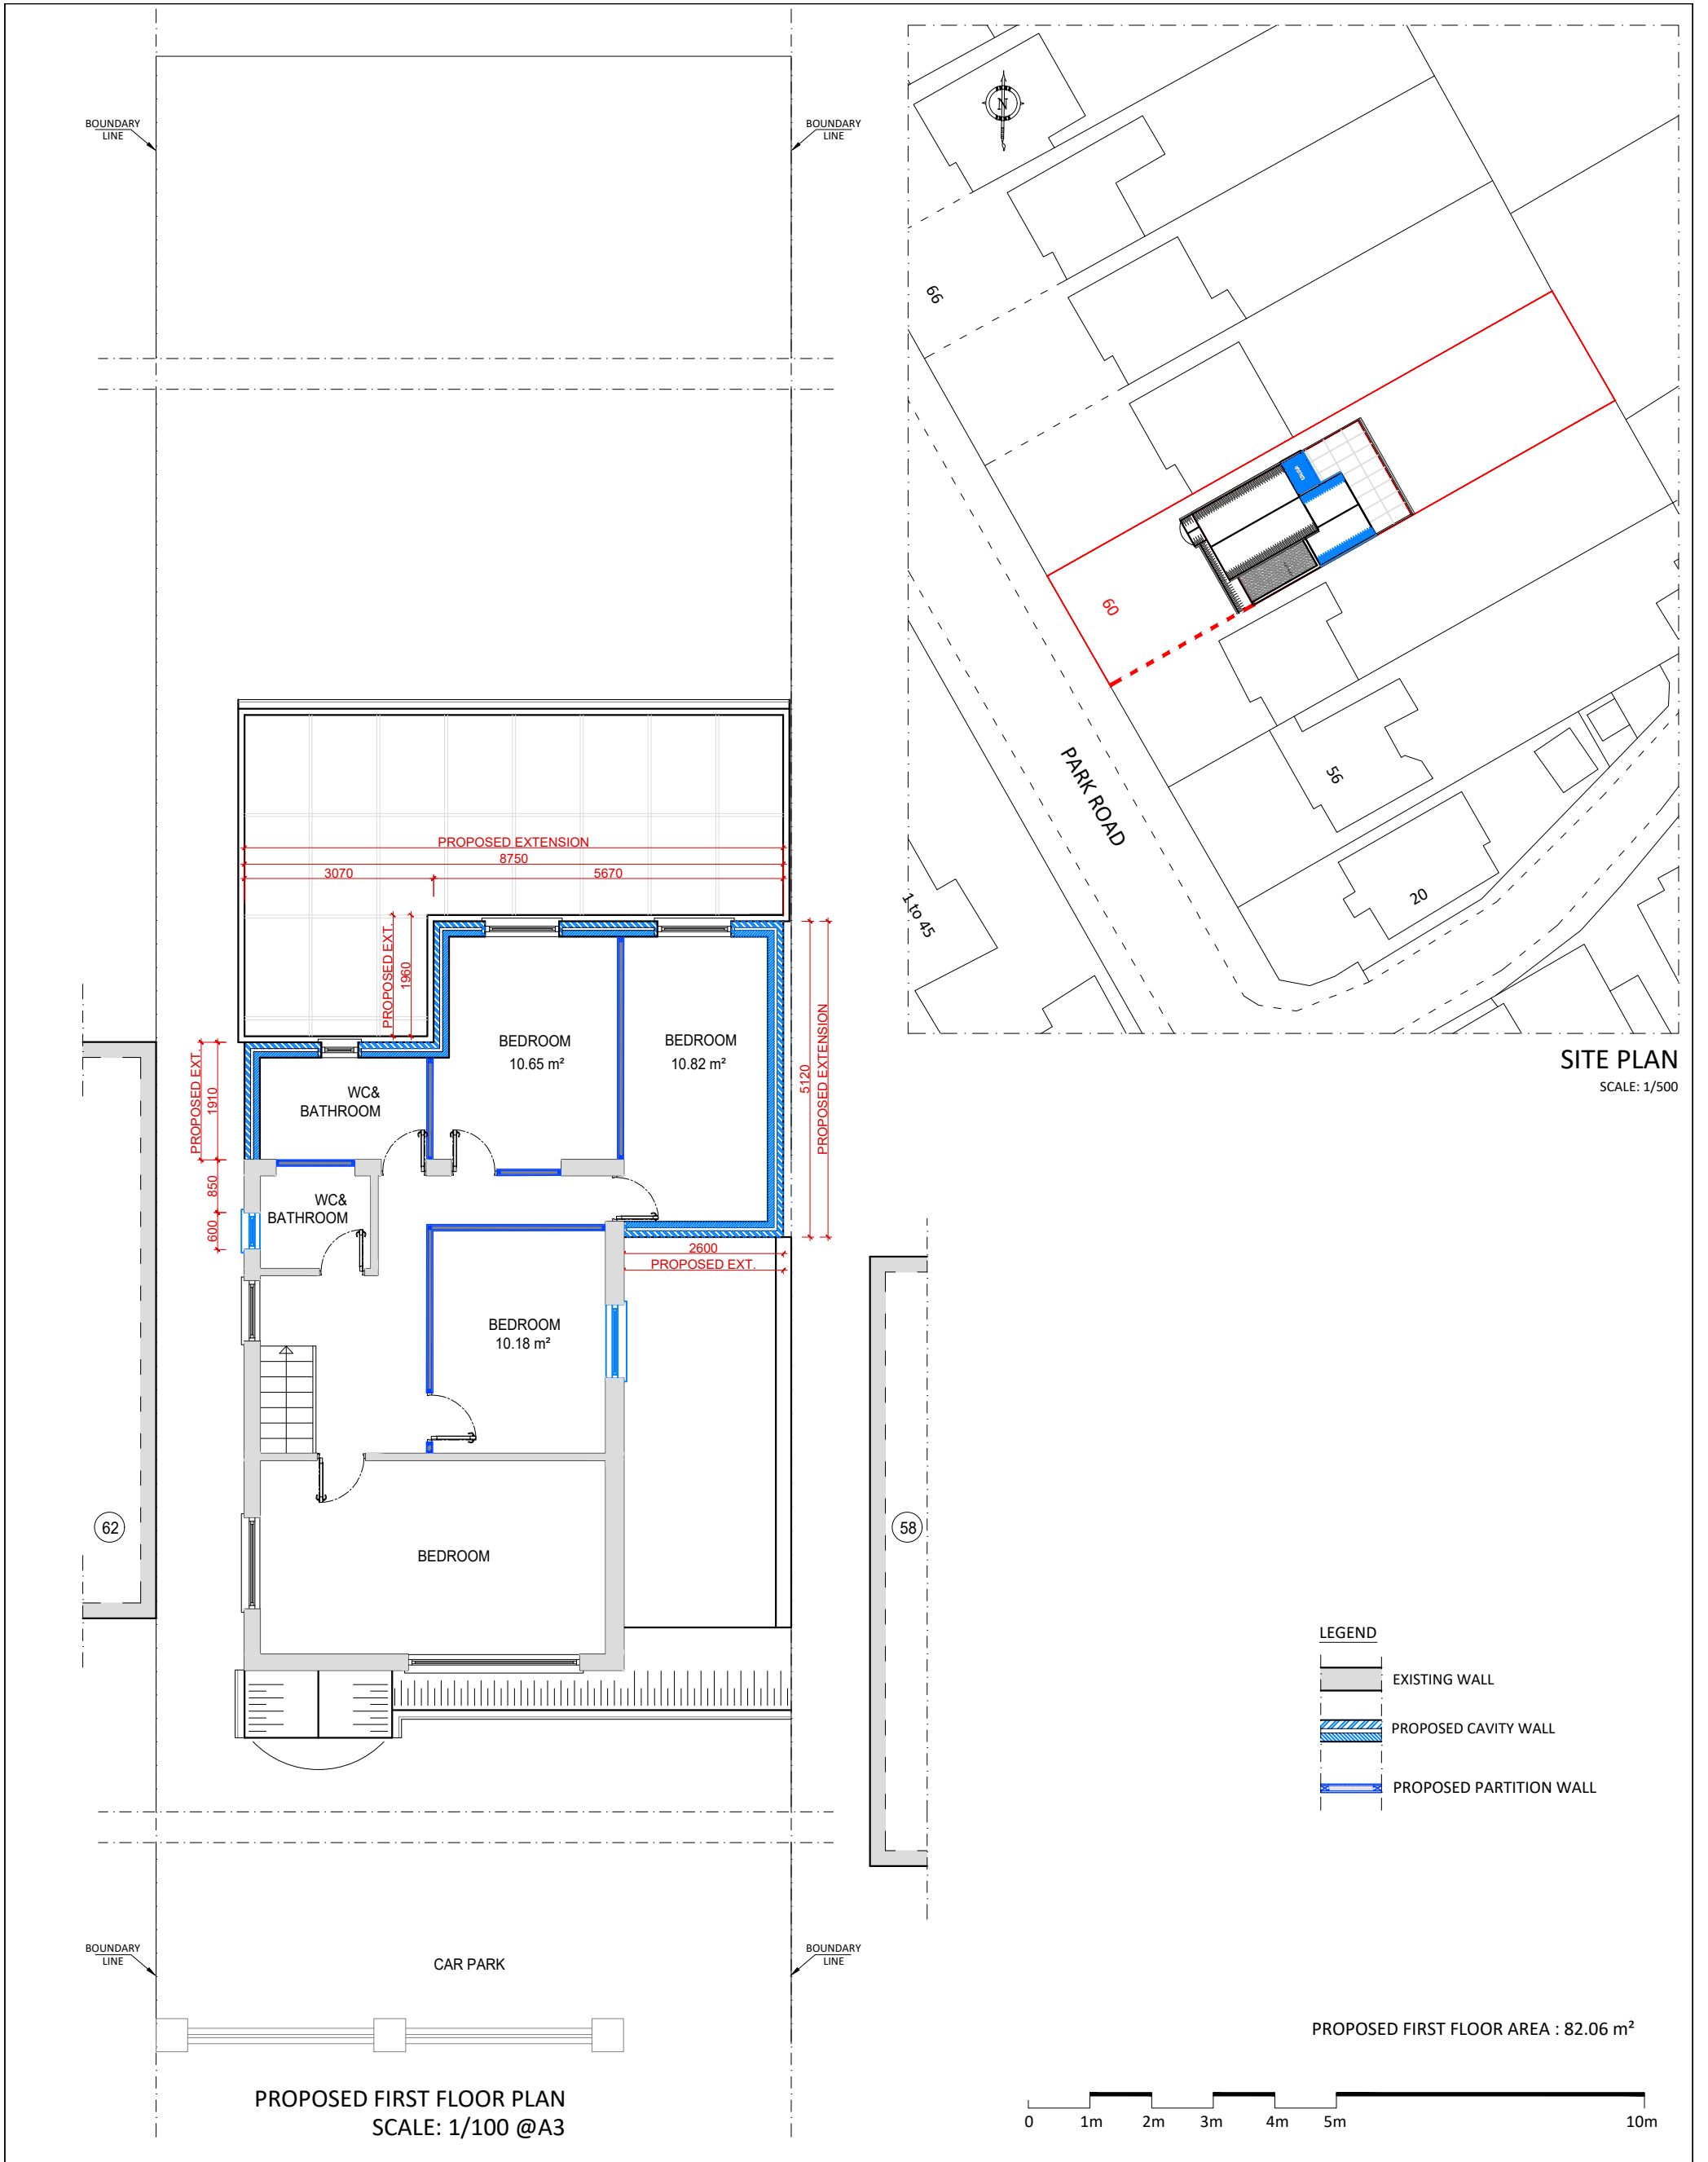 BOUNDARY
LINE
BOUNDARY
LINE
N
66
60
56
20
PARK ROAD
1 to 45
SITE PLAN
SCALE: 1/500
PROPOSED EXTENSION
8750
3070
5670
PROPOSED EXT.
1960
PROPOSED EXT.
1910
850
600
5120
PROPOSED EXTENSION
BEDROOM
10.65 m²
BEDROOM
10.82 m²
WC&
BATHROOM
WC&
BATHROOM
2600
PROPOSED EXT.
BEDROOM
10.18 m²
BEDROOM
62
58
LEGEND
EXISTING WALL
PROPOSED CAVITY WALL
PROPOSED PARTITION WALL
BOUNDARY
LINE
BOUNDARY
LINE
CAR PARK
PROPOSED FIRST FLOOR AREA : 82.06 m²
PROPOSED FIRST FLOOR PLAN
SCALE: 1/100 @A3
0 1m 2m 3m 4m 5m 10m